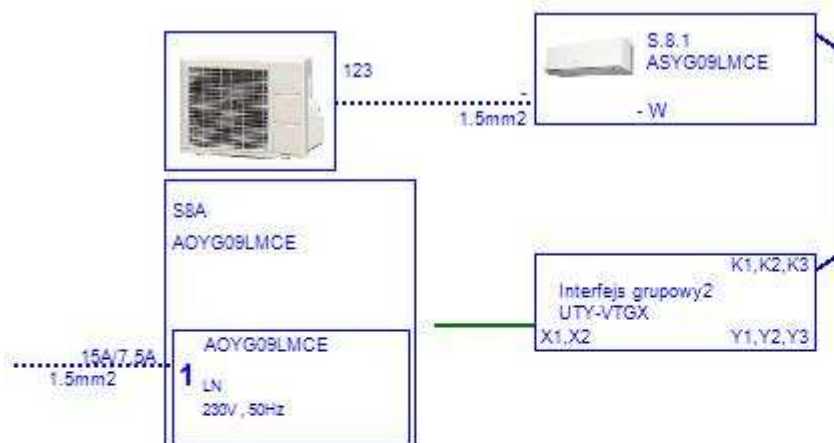 123
-
1.5mm2
S.8.1
ASYG09LMCE
- W
S8A
AOYG09LMCE
K1,K2,K3
Interfejs grupowy2
UTY-VTGX
X1,X2
Y1,Y2,Y3
15A/7.5A
1.5mm2
AOYG09LMCE
1
LN
230V , 50Hz